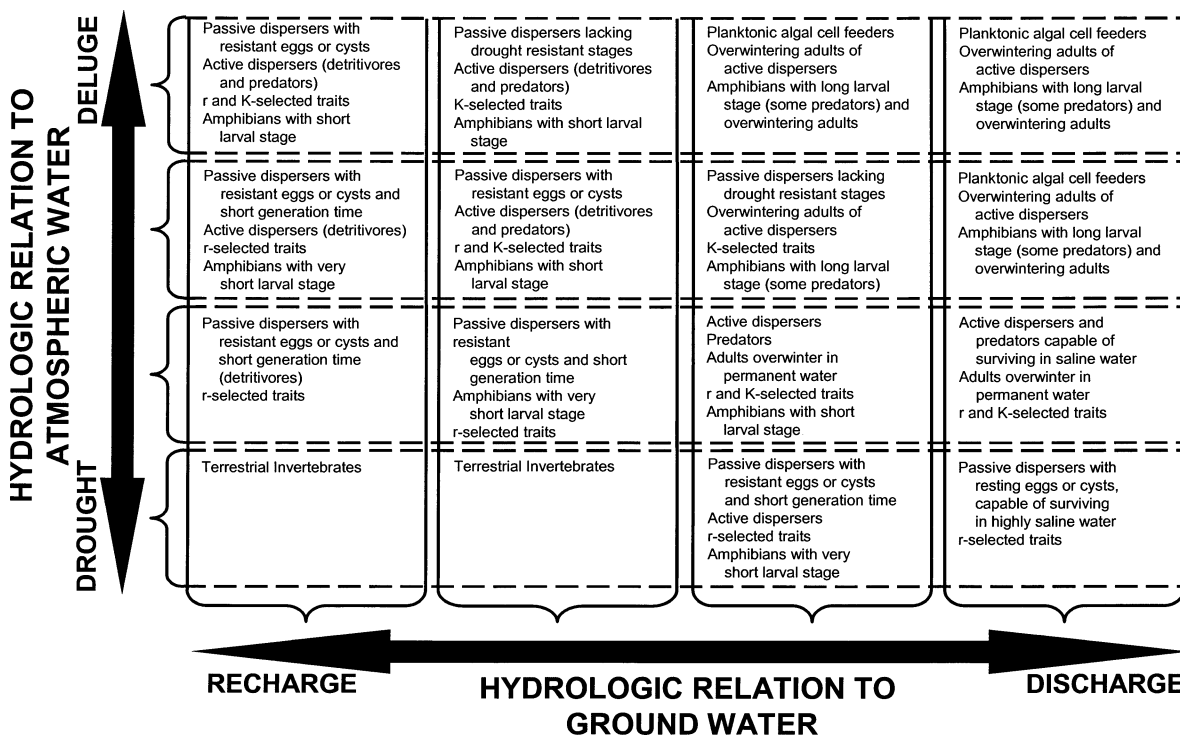 HYDROLOGIC RELATION TO
ATMOSPHERIC WATER
DELUGE
DROUGHT
Passive dispersers with
resistant eggs or cysts
Active dispersers (detritivores
and predators)
r and K-selected traits
Amphibians with short
larval stage
Passive dispersers lacking
drought resistant stages
Active dispersers (detritivores
and predators)
K-selected traits
Amphibians with short larval
stage
Planktonic algal cell feeders
Overwintering adults of
active dispersers
Amphibians with long larval
stage (some predators) and
overwintering adults
Planktonic algal cell feeders
Overwintering adults of
active dispersers
Amphibians with long larval
stage (some predators) and
overwintering adults
Passive dispersers with
resistant eggs or cysts and
short generation time
Active dispersers (detritivores)
r-selected traits
Amphibians with very
short larval stage
Passive dispersers with
resistant eggs or cysts
Active dispersers (detritivores
and predators)
r and K-selected traits
Amphibians with short
larval stage
Passive dispersers lacking
drought resistant stages
Overwintering adults of
active dispersers
K-selected traits
Amphibians with long larval
stage (some predators)
Planktonic algal cell feeders
Overwintering adults of
active dispersers
Amphibians with long larval
stage (some predators) and
overwintering adults
Passive dispersers with
resistant eggs or cysts and
short generation time
(detritivores)
r-selected traits
Passive dispersers with
resistant
eggs or cysts and short
generation time
Amphibians with very
short larval stage
r-selected traits
Active dispersers
Predators
Adults overwinter in
permanent water
r and K-selected traits
Amphibians with short
larval stage
Active dispersers and
predators capable of
surviving in saline water
Adults overwinter in
permanent water
r and K-selected traits
Terrestrial Invertebrates
Terrestrial Invertebrates
Passive dispersers with
resistant eggs or cysts
and short generation time
Active dispersers
r-selected traits
Amphibians with very
short larval stage
Passive dispersers with
resting eggs or cysts,
capable of surviving
in highly saline water
r-selected traits
RECHARGE
HYDROLOGIC RELATION TO
GROUND WATER
DISCHARGE